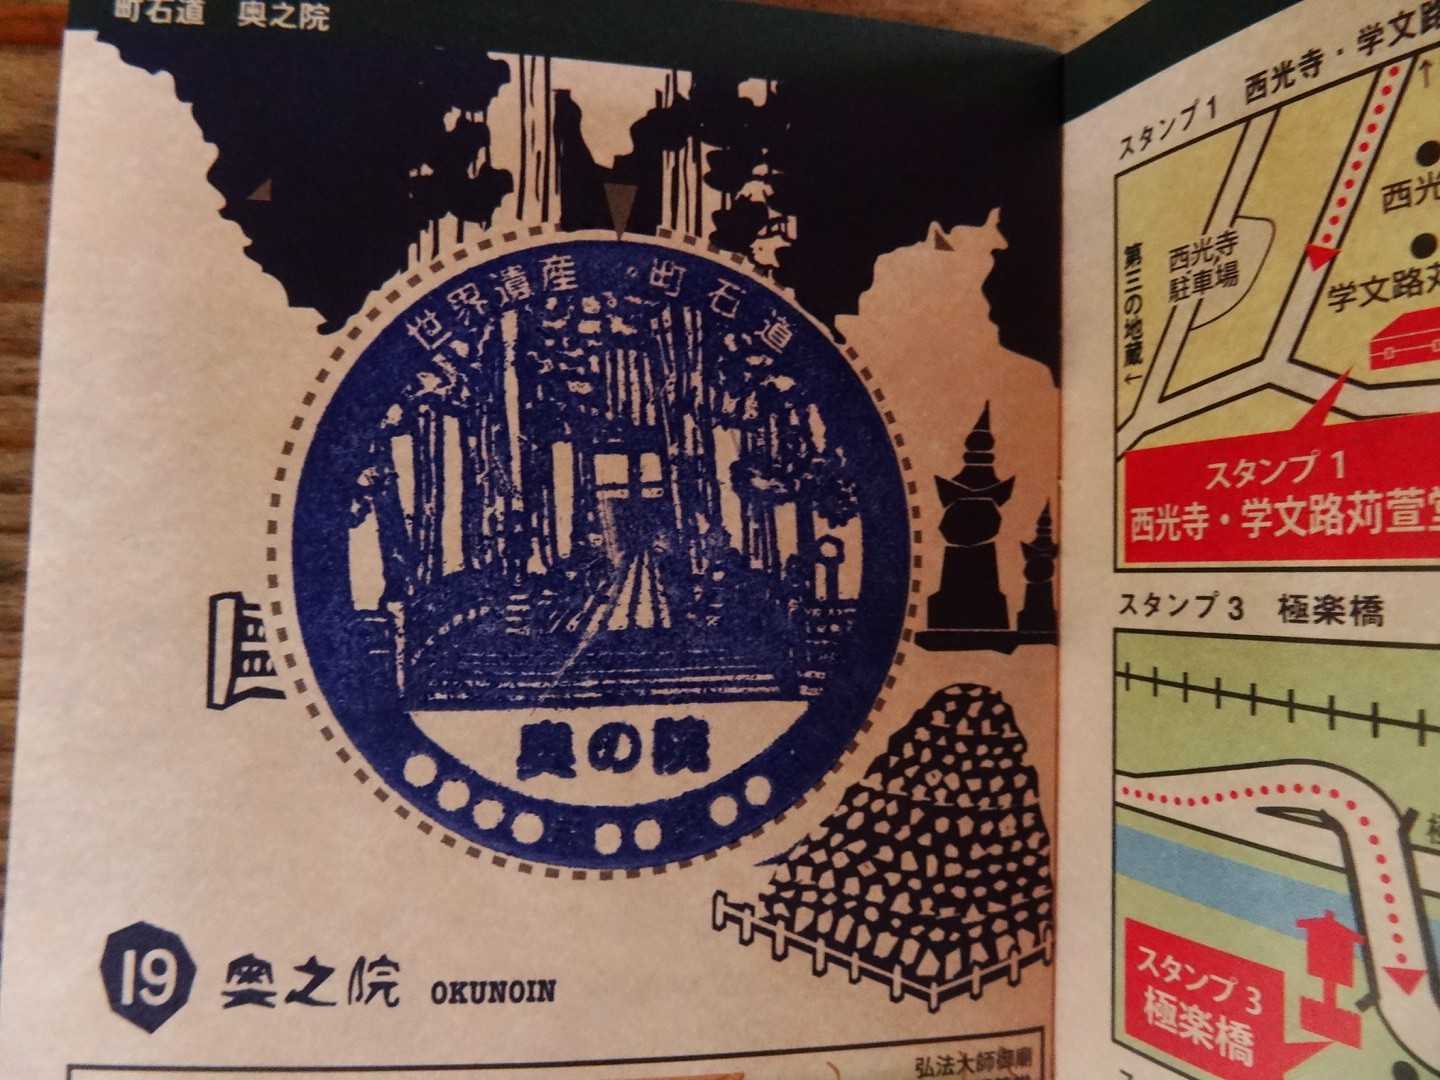 町石道　奥之院
世界遺産・町石道
奥の院
19 奥之院 OKUNOIN
弘法大師御廟
スタンプ1　西光寺・学文路
西光寺
駐車場
第三の地蔵→
西光
学文路苅
スタンプ1
西光寺・学文路苅萱堂
スタンプ3　極楽橋
スタンプ3
極楽橋